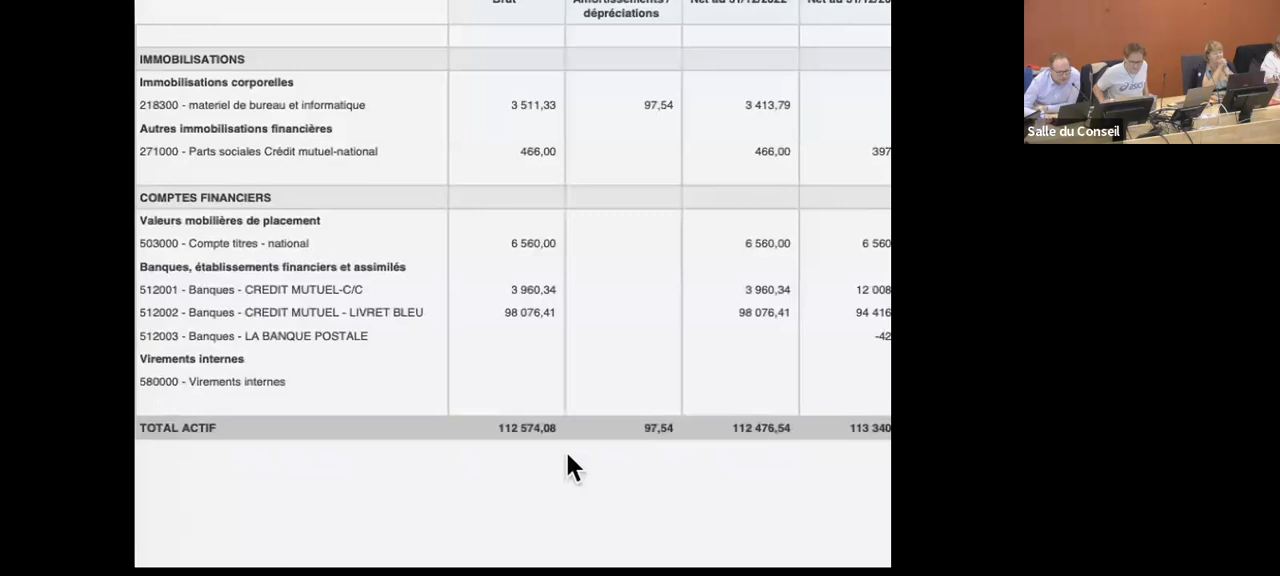 Brut Amortissements / dépréciations Net au 31/12/2022
IMMOBILISATIONS
Immobilisations corporelles
218300 - materiel de bureau et informatique 3 511,33 97,54 3 413,79
Autres immobilisations financières
271000 - Parts sociales Crédit mutuel-national 466,00 466,00 397
COMPTES FINANCIERS
Valeurs mobilières de placement
503000 - Compte titres - national 6 560,00 6 560,00 6 560
Banques, établissements financiers et assimilés
512001 - Banques - CREDIT MUTUEL-C/C 3 960,34 3 960,34 12 008
512002 - Banques - CREDIT MUTUEL - LIVRET BLEU 98 076,41 98 076,41 94 416
512003 - Banques - LA BANQUE POSTALE -42
Virements internes
580000 - Virements internes
TOTAL ACTIF 112 574,08 97,54 112 476,54 113 340
asics
Salle du Conseil